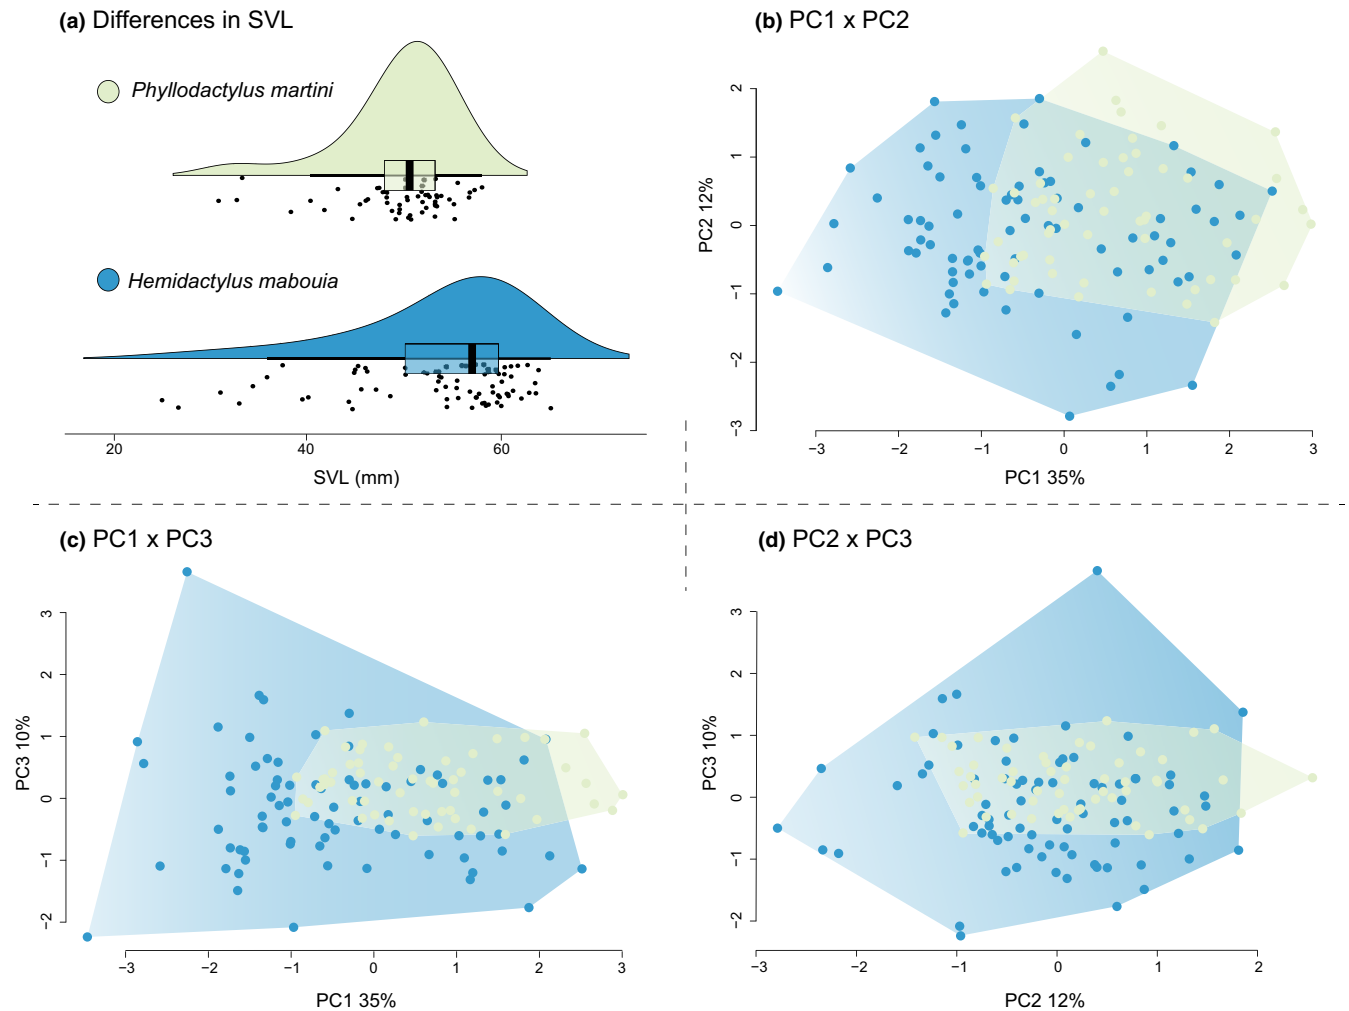 (a) Differences in SVL
Phyllodactylus martini
Hemidactylus mabouia
20 40 60
SVL (mm)
(b) PC1 x PC2
2
1
0
−1
−2
−3
PC2 12%
−3 −2 −1 0 1 2 3
PC1 35%
(c) PC1 x PC3
3
2
1
0
−1
−2
PC3 10%
−3 −2 −1 0 1 2 3
PC1 35%
(d) PC2 x PC3
3
2
1
0
−1
−2
PC3 10%
−3 −2 −1 0 1 2
PC2 12%